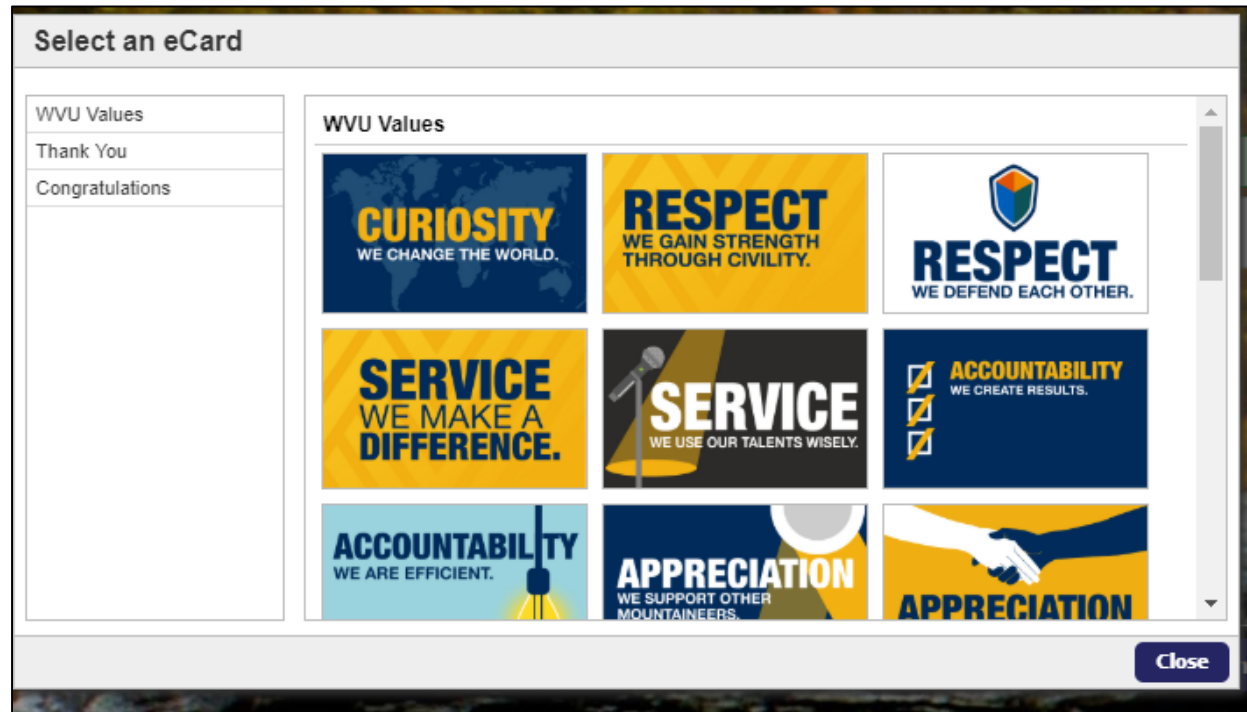 Select an eCard
WVU Values
Thank You
Congratulations
WVU Values
CURIOSITY
WE CHANGE THE WORLD.
RESPECT
WE GAIN STRENGTH
THROUGH CIVILITY.
RESPECT
WE DEFEND EACH OTHER.
SERVICE
WE MAKE A
DIFFERENCE.
SERVICE
WE USE OUR TALENTS WISELY.
ACCOUNTABILITY
WE CREATE RESULTS.
ACCOUNTABILITY
WE ARE EFFICIENT.
APPRECIATION
WE SUPPORT OTHER
MOUNTAINEERS.
APPRECIATION
Close